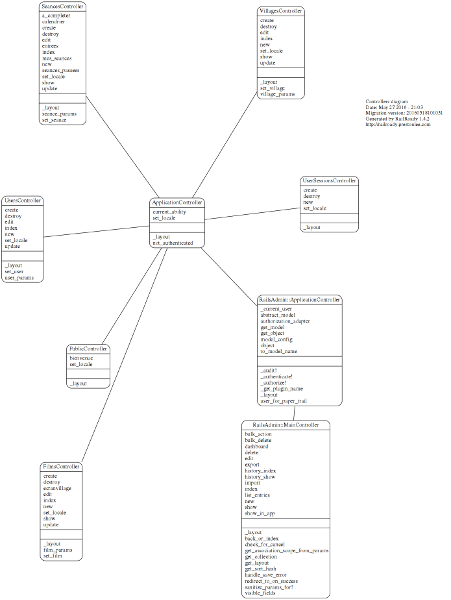 SeancesController
a_completer
calendrier
create
destroy
edit
entrees
index
mes_seances
new
seances_passees
set_locale
show
update
_layout
seance_params
set_seance
VillagesController
create
destroy
edit
index
new
set_locale
show
update
_layout
set_village
village_params
Controllers diagram
Date: May 27 2016 - 21:03
Generated by RailRoady 1.4.2
http://railroady.prestonlee.com
UserSessionsController
create
destroy
new
set_locale
_layout
UsersController
create
destroy
edit
index
new
set_locale
update
_layout
set_user
user_params
ApplicationController
current_ability
set_locale
_layout
not_authenticated
RailsAdmin::ApplicationController
_current_user
abstract_model
authorization_adapter
get_model
get_object
model_config
object
to_model_name
_audit!
_authenticate!
_authorize!
_get_plugin_name
_layout
user_for_paper_trail
PublicController
bienvenue
set_locale
_layout
RailsAdmin::MainController
bulk_action
bulk_delete
dashboard
delete
edit
export
history_index
history_show
import
index
list_entries
new
show
show_in_app
_layout
back_or_index
check_for_cancel
get_association_scope_from_params
get_collection
get_layout
get_sort_hash
handle_save_error
redirect_to_on_success
sanitize_params_for!
visible_fields
FilmsController
create
destroy
ecranvillage
edit
index
new
set_locale
show
update
_layout
film_params
set_film